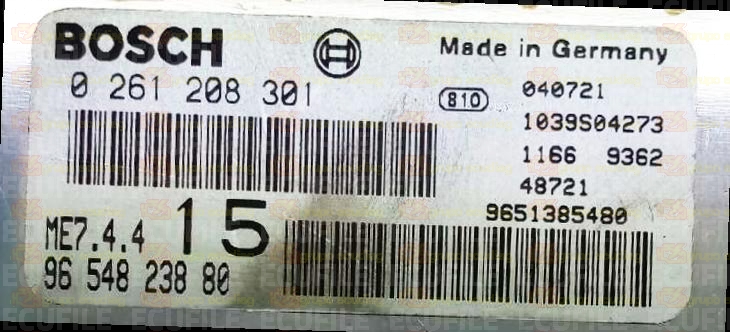 BOSCH
Made in Germany
0 261 208 301
810
040721
1039S04273
1166 9362
48721
9651385480
ME7.4.4 15
96 548 238 80